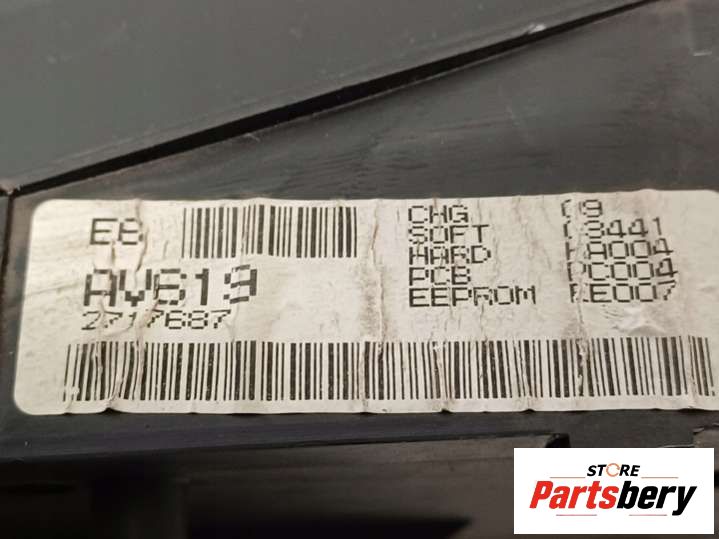 E8
AV619
2717687
CHG 09
SOFT 03441
HARD HA004
PCB PC004
EEPROM EE007
STORE
Partsbery